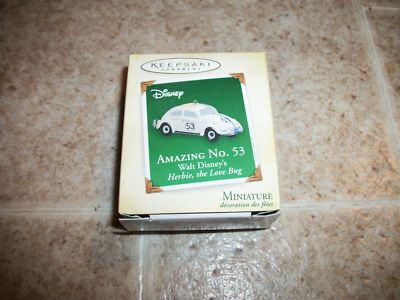 KEEPSAKE
ORNAMENT
Disney
53
AMAZING NO. 53
Walt Disney's
Herbie, the Love Bug
MINIATURE
décoration des fêtes